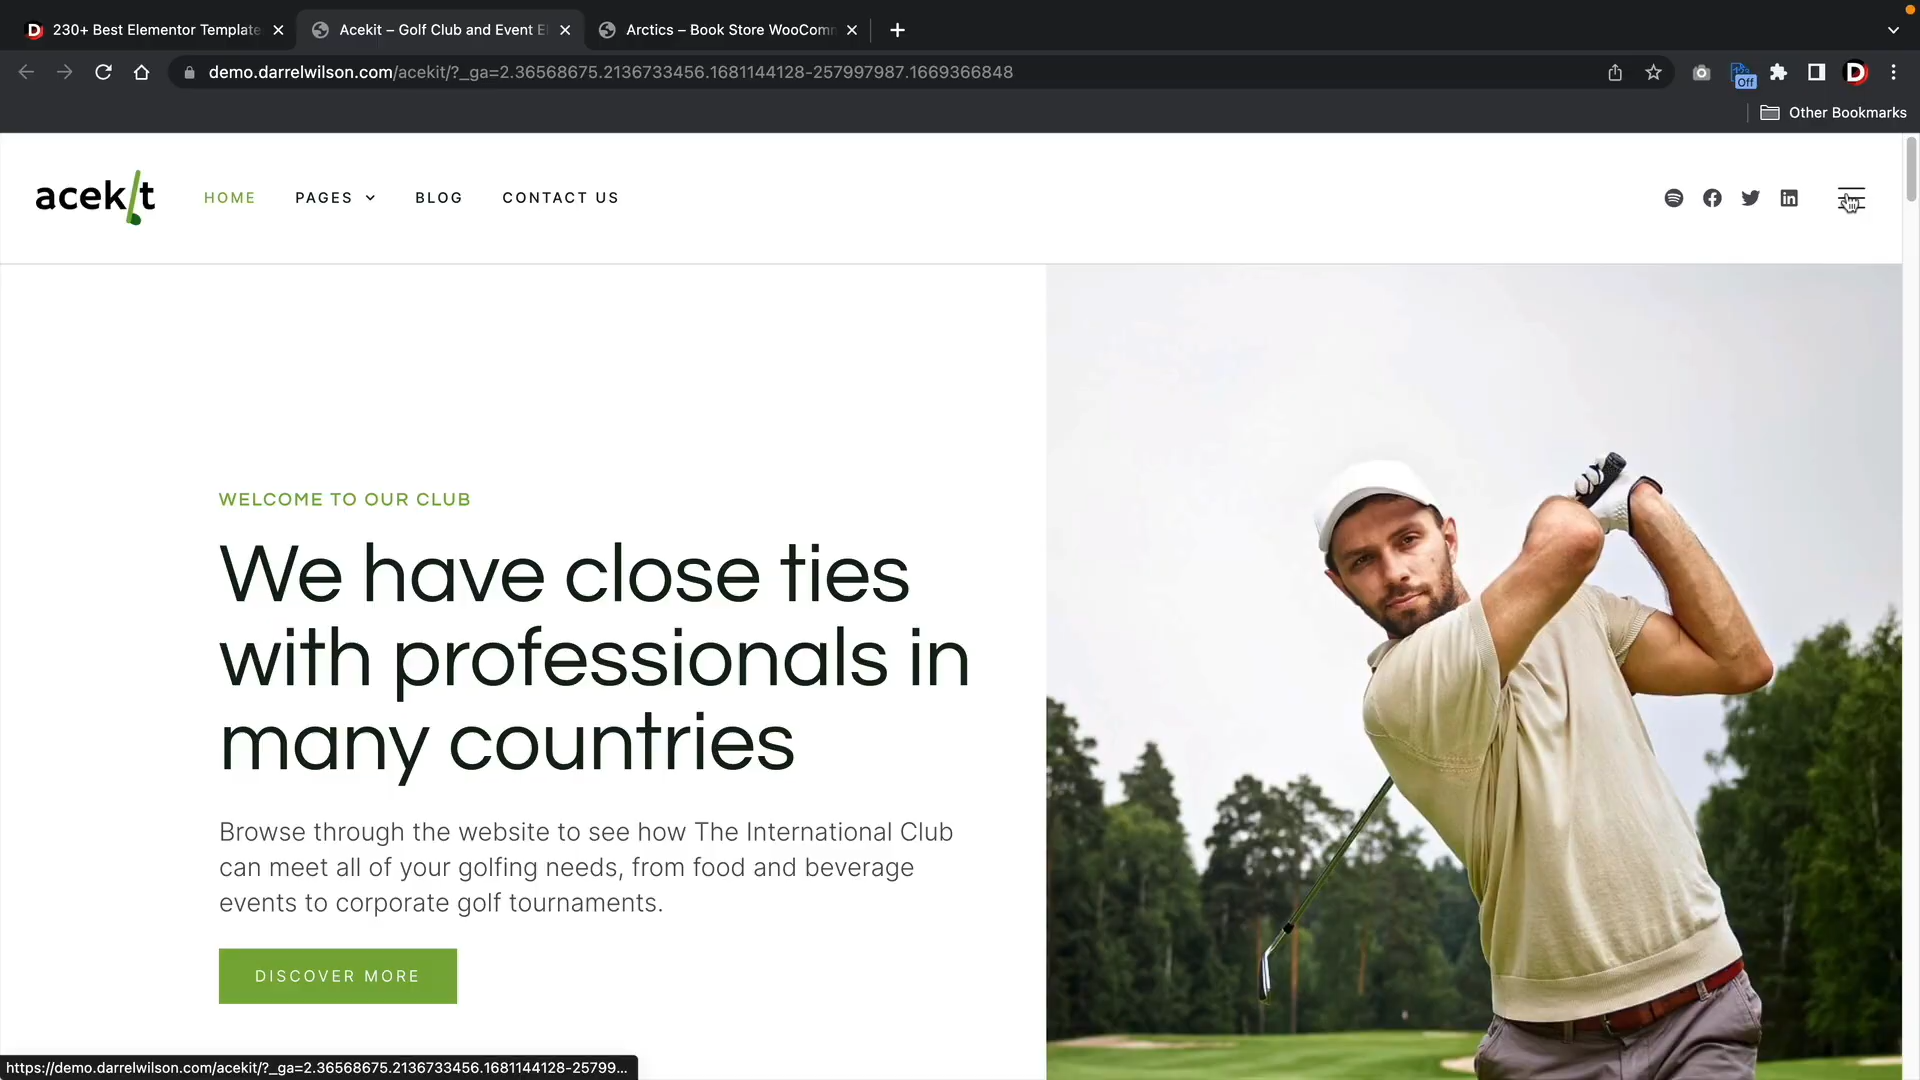 230+ Best Elementor Template
Acekit – Golf Club and Event E
Arctics – Book Store WooComm
demo.darrelwilson.com/acekit/?_ga=2.36568675.2136733456.1681144128-257997987.1669366848
Off
Other Bookmarks
acekit
HOME
PAGES
BLOG
CONTACT US
WELCOME TO OUR CLUB
We have close ties
with professionals in
many countries
Browse through the website to see how The International Club
can meet all of your golfing needs, from food and beverage
events to corporate golf tournaments.
DISCOVER MORE
https://demo.darrelwilson.com/acekit/?_ga=2.36568675.2136733456.1681144128-25799...